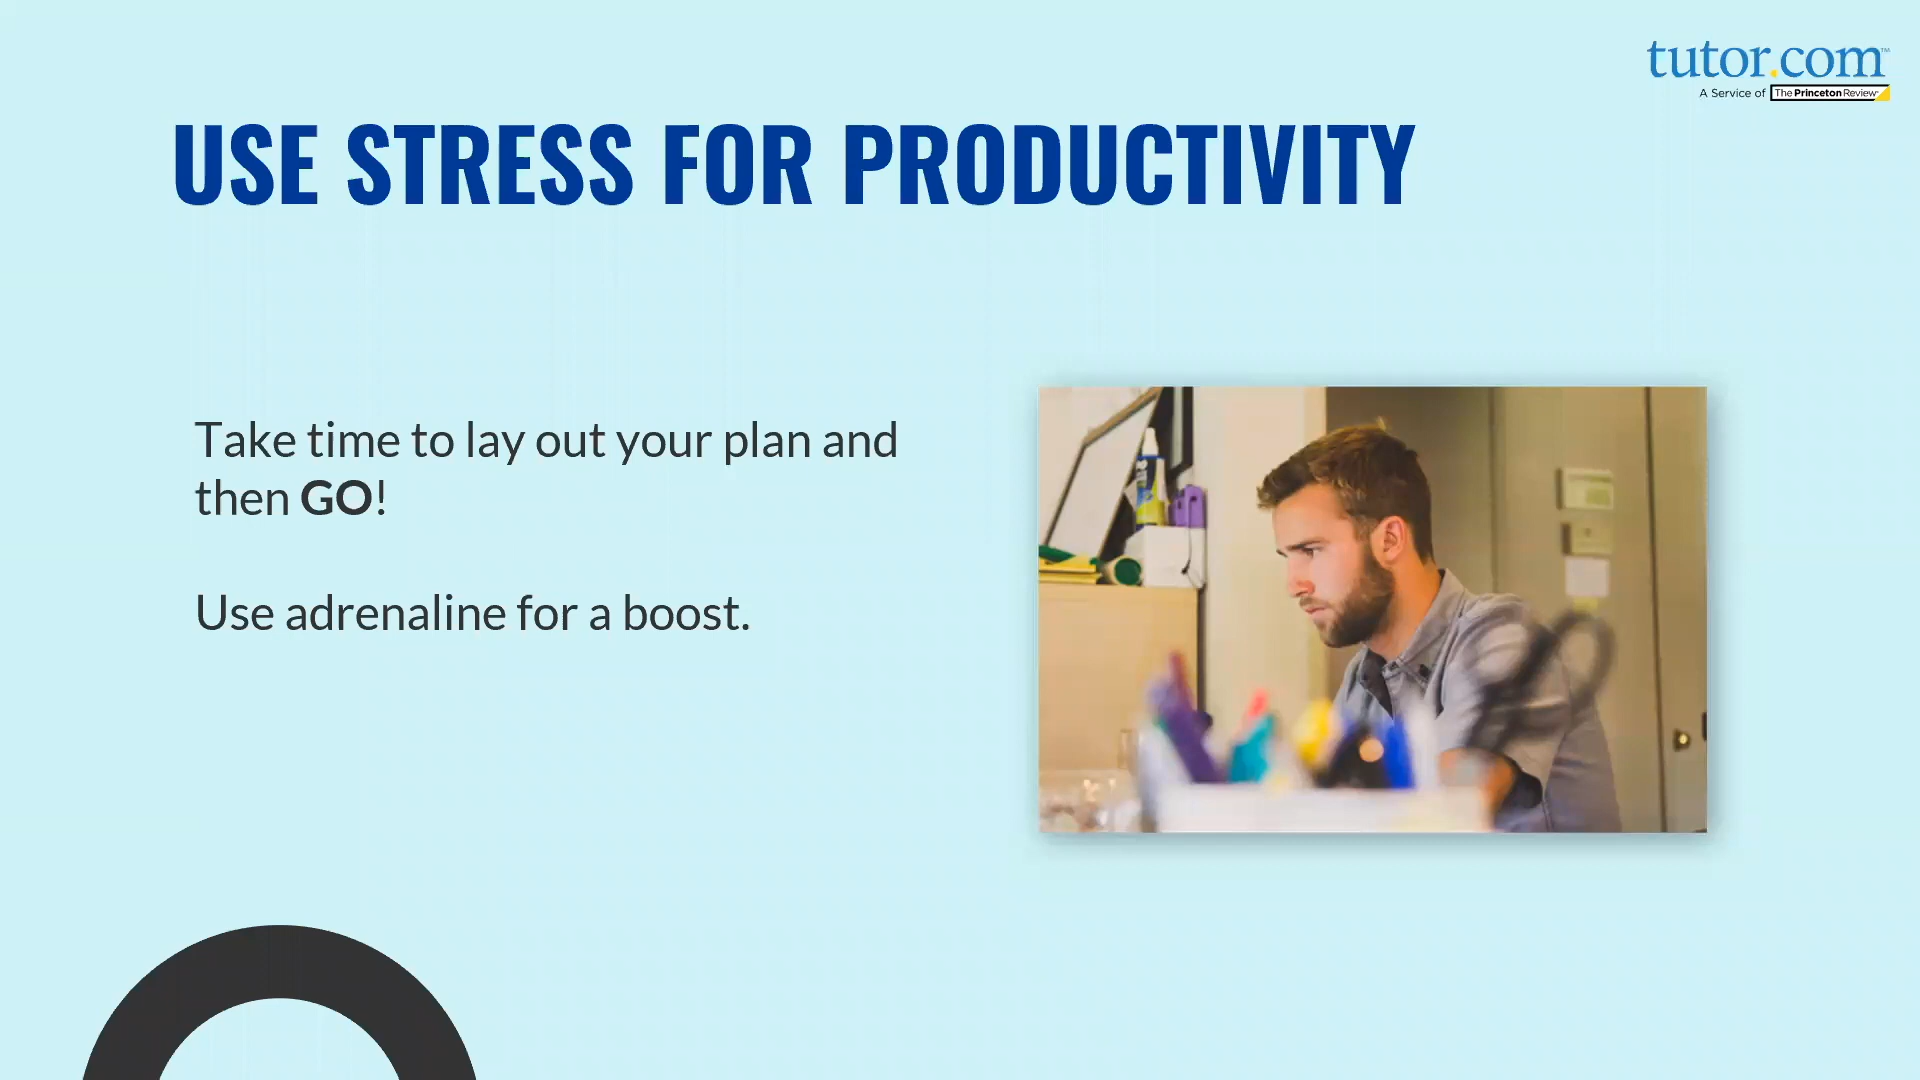 tutor.com™
A Service of The Princeton Review®
USE STRESS FOR PRODUCTIVITY
Take time to lay out your plan and
then GO!
Use adrenaline for a boost.